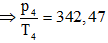 ⇒ p₄/T₄ = 342,47